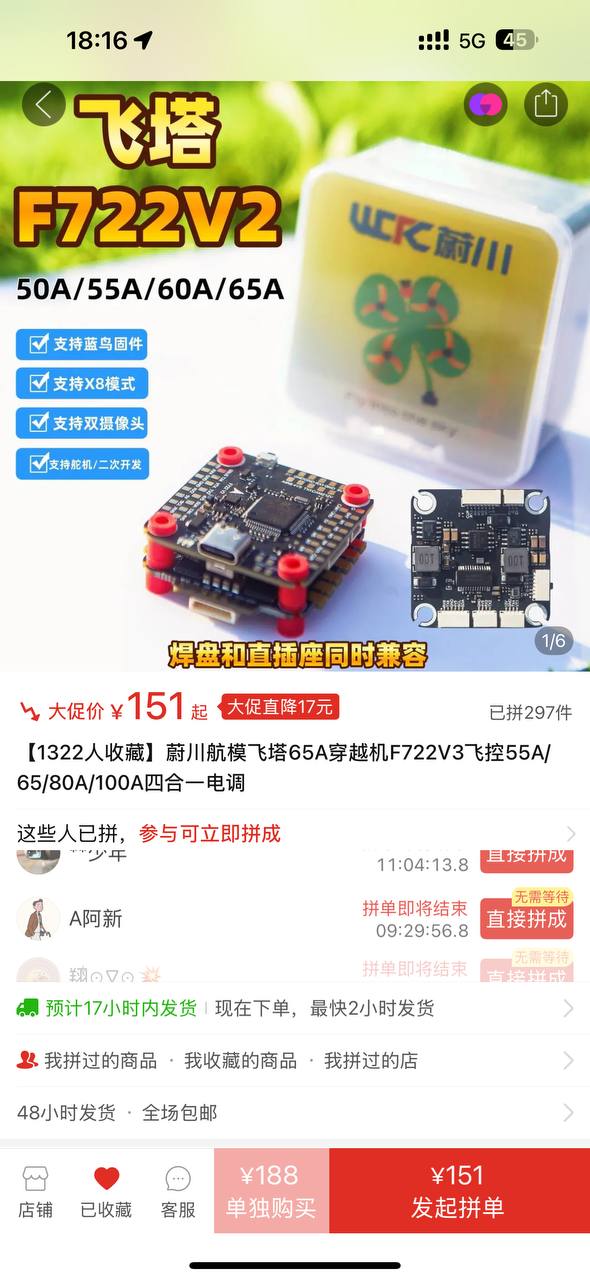 18:16
5G
45
飞塔
F722V2
50A/55A/60A/65A
支持蓝鸟固件
支持X8模式
支持双摄像头
支持舵机/二次开发
WCFC蔚川
焊盘和直插座同时兼容
1/6
大促价 ¥151起
大促直降17元
已拼297件
【1322人收藏】蔚川航模飞塔65A穿越机F722V3飞控55A/
65/80A/100A四合一电调
这些人已拼，参与可立即拼成
**少年
11:04:13.8
直接拼成
A阿新
拼单即将结束
09:29:56.8
无需等待
直接拼成
翔⊙∇⊙💥
拼单即将结束
无需等待
直接拼成
预计17小时内发货
现在下单，最快2小时发货
我拼过的商品 · 我收藏的商品 · 我拼过的店
48小时发货 · 全场包邮
店铺
已收藏
客服
¥188
单独购买
¥151
发起拼单